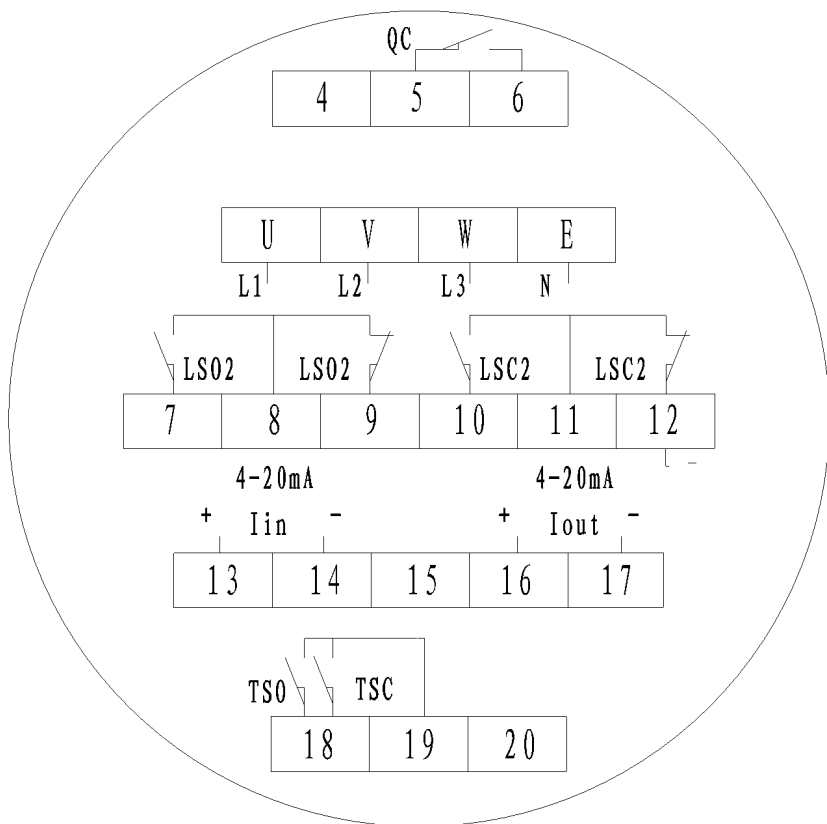 QC
4 5 6
U V W E
L1 L2 L3 N
LSO2 LSO2 LSC2 LSC2
7 8 9 10 11 12
4-20mA 4-20mA
+ Iin - + Iout -
13 14 15 16 17
TSO TSC
18 19 20